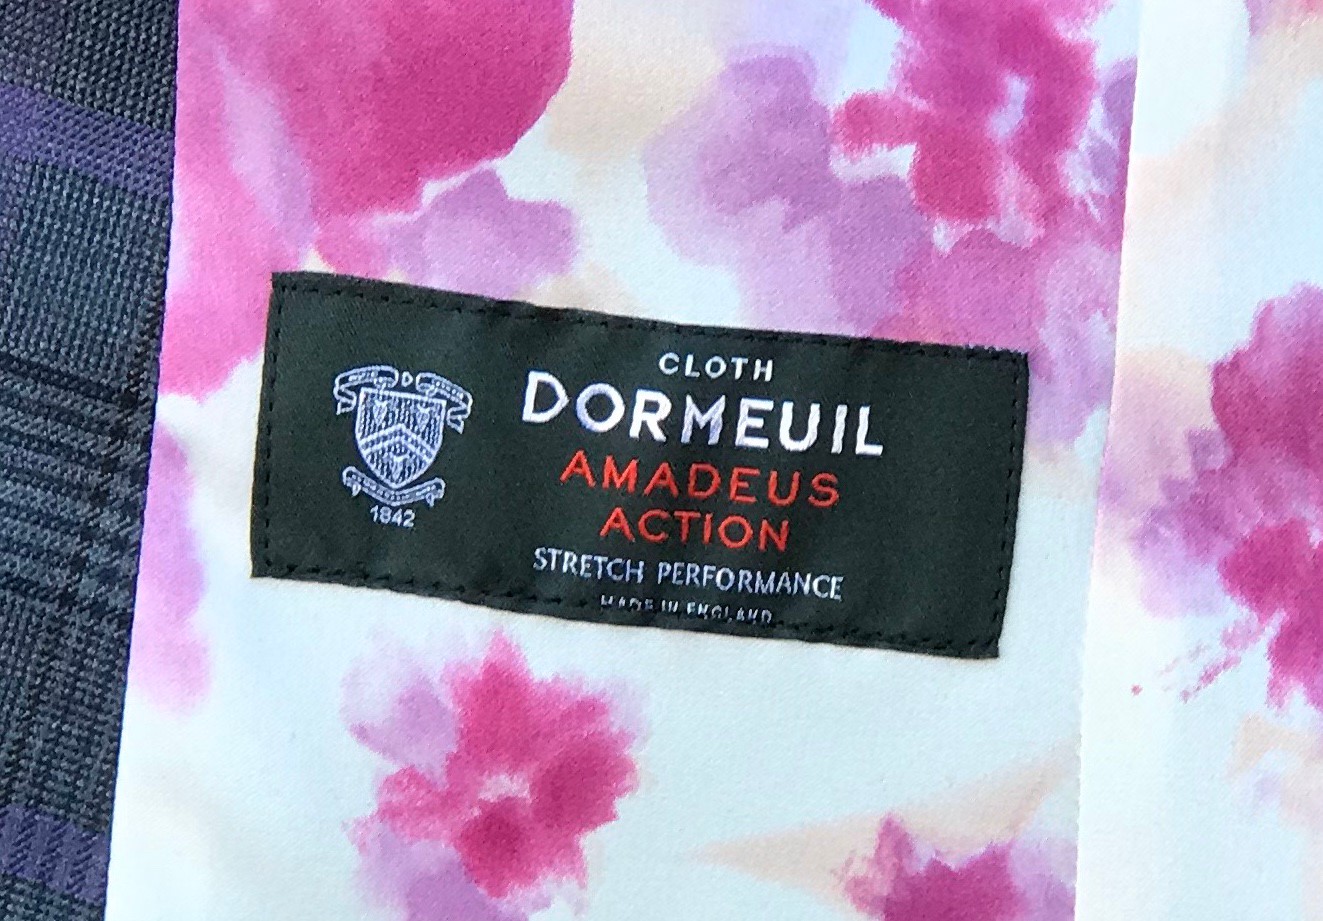 D
1842
CLOTH
DORMEUIL
AMADEUS
ACTION
STRETCH PERFORMANCE
MADE IN ENGLAND